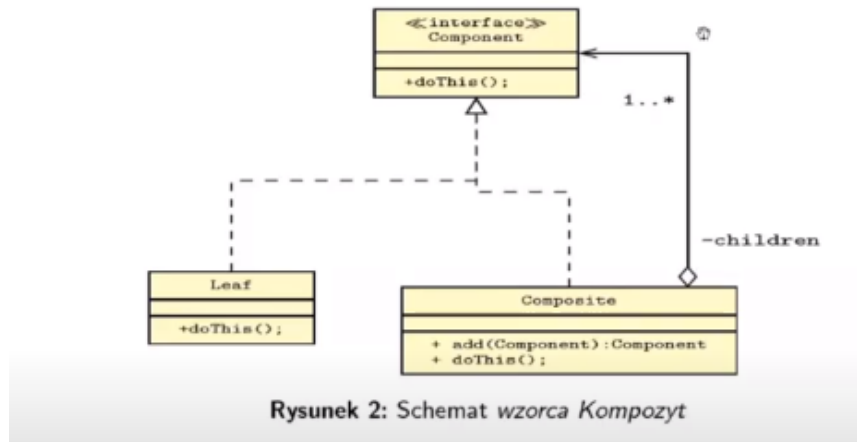 ≪interface≫
Component
+doThis();
1..*
-children
Leaf
+doThis();
Composite
+ add(Component):Component
+ doThis();
Rysunek 2: Schemat wzorca Kompozyt